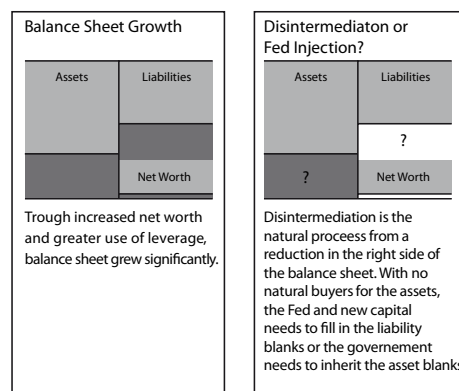 Balance Sheet Growth
Assets Liabilities
Net Worth
Trough increased net worth
and greater use of leverage,
balance sheet grew significantly.
Disintermediaton or
Fed Injection?
Assets Liabilities
?
? Net Worth
Disintermediation is the
natural proceess from a
reduction in the right side of
the balance sheet. With no
natural buyers for the assets,
the Fed and new capital
needs to fill in the liability
blanks or the governement
needs to inherit the asset blanks